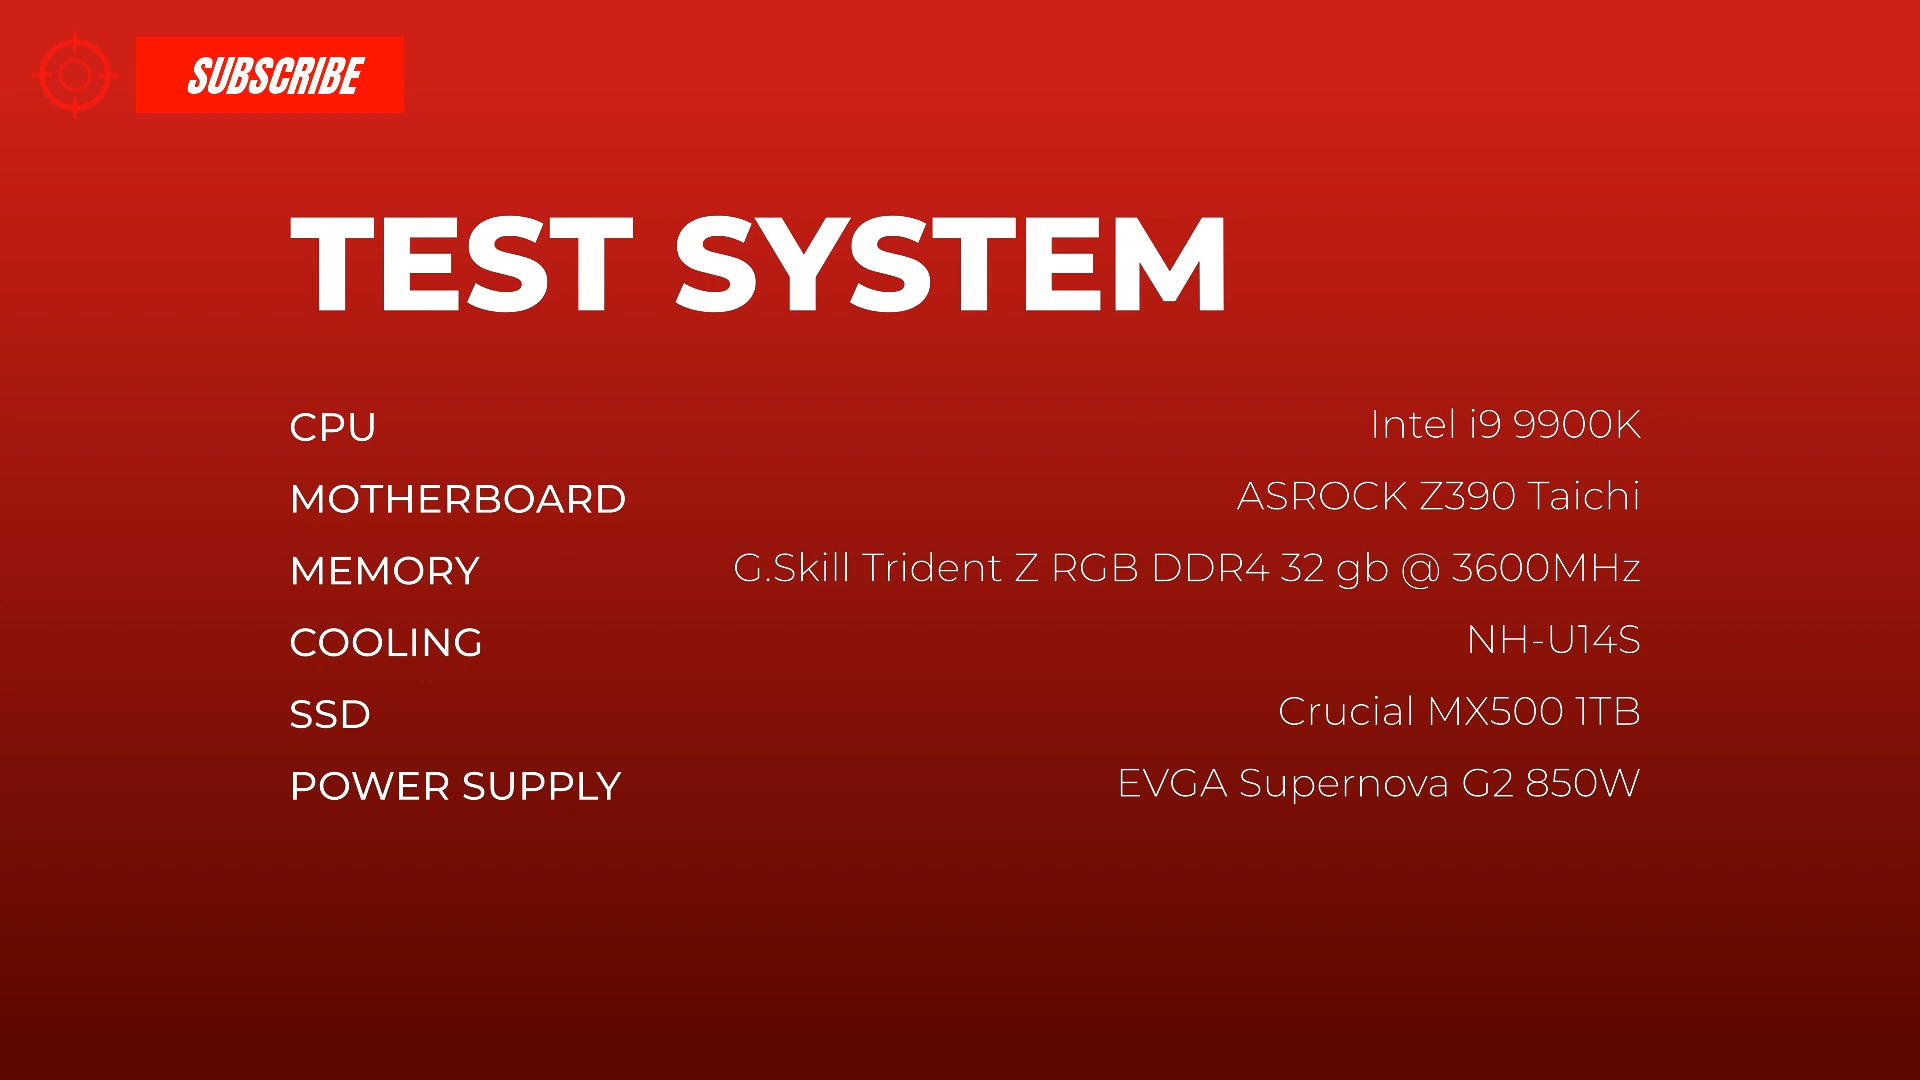 SUBSCRIBE
TEST SYSTEM
CPU Intel i9 9900K
MOTHERBOARD ASROCK Z390 Taichi
MEMORY G.Skill Trident Z RGB DDR4 32 gb @ 3600MHz
COOLING NH-U14S
SSD Crucial MX500 1TB
POWER SUPPLY EVGA Supernova G2 850W